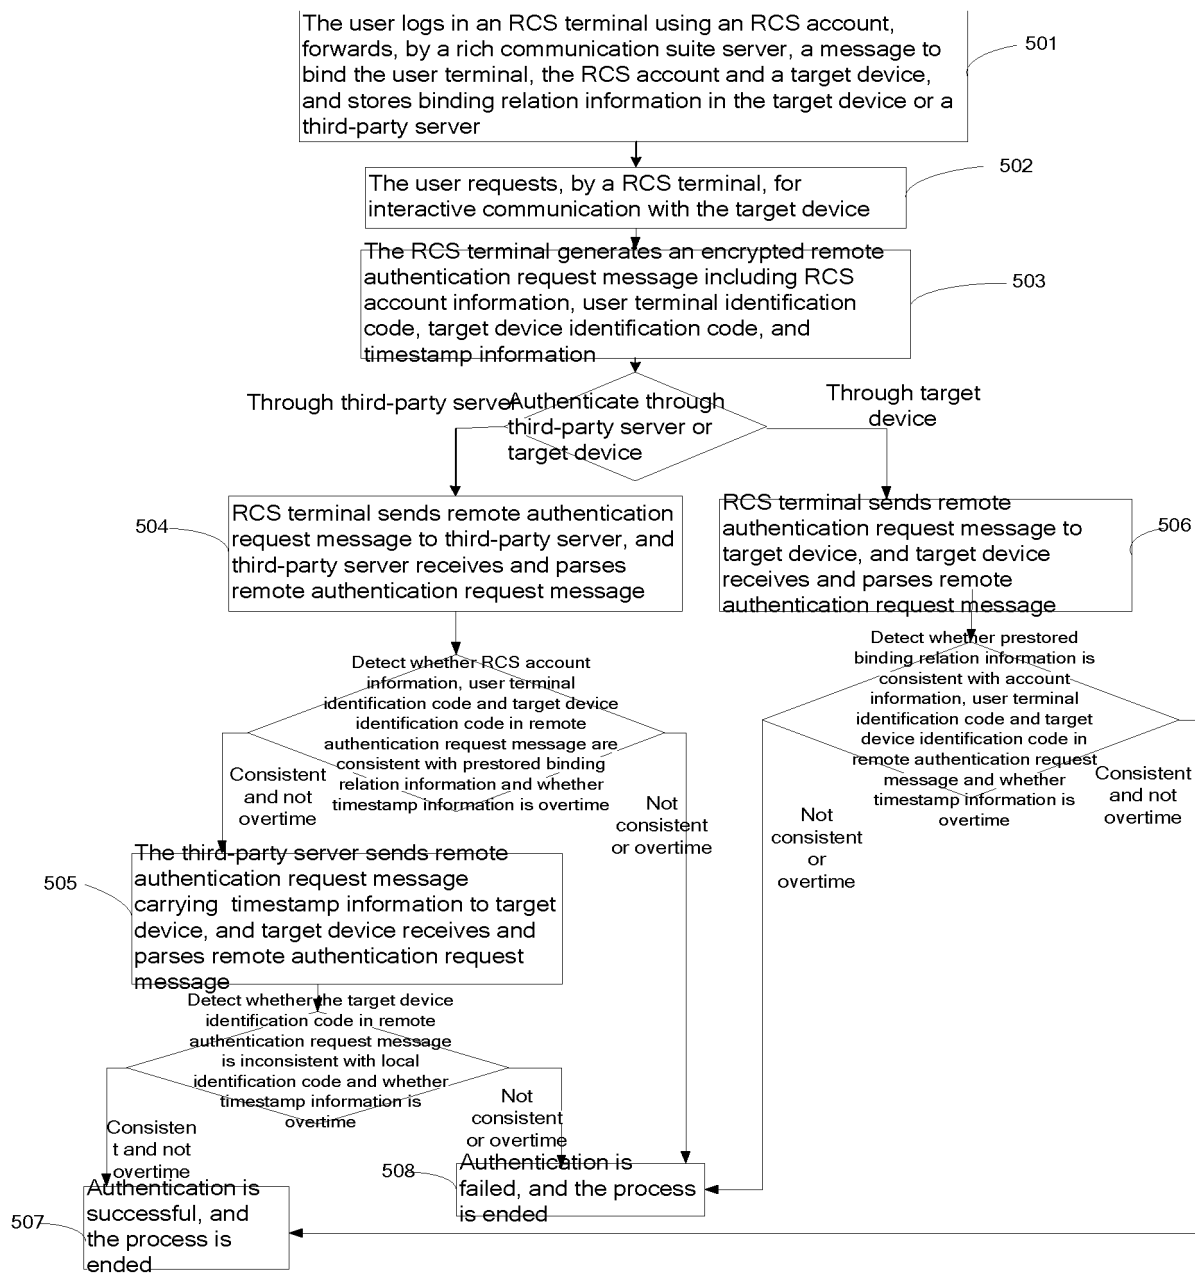 The user logs in an RCS terminal using an RCS account,
forwards, by a rich communication suite server, a message to
bind the user terminal, the RCS account and a target device,
and stores binding relation information in the target device or a
third-party server
501
The user requests, by a RCS terminal, for
interactive communication with the target device
502
The RCS terminal generates an encrypted remote
authentication request message including RCS
account information, user terminal identification
code, target device identification code, and
timestamp information
503
Through third-party server
Authenticate through
third-party server or
target device
Through target
device
504
RCS terminal sends remote authentication
request message to third-party server, and
third-party server receives and parses
remote authentication request message
RCS terminal sends remote
authentication request message to
target device, and target device
receives and parses remote
authentication request message
506
Detect whether RCS account
information, user terminal
identification code and target device
identification code in remote
authentication request message are
consistent with prestored binding
relation information and whether
timestamp information is overtime
Detect whether prestored
binding relation information is
consistent with account
information, user terminal
identification code and target
device identification code in
remote authentication request
message and whether
timestamp information is
overtime
Consistent
and not
overtime
Not
consistent
or overtime
Not
consistent
or
overtime
Consistent
and not
overtime
505
The third-party server sends remote
authentication request message
carrying timestamp information to target
device, and target device receives and
parses remote authentication request
message
Detect whether the target device
identification code in remote
authentication request message
is inconsistent with local
identification code and whether
timestamp information is
overtime
Consisten
t and not
overtime
Not
consistent
or overtime
508
Authentication is
failed, and the process
is ended
507
Authentication is
successful, and
the process is
ended